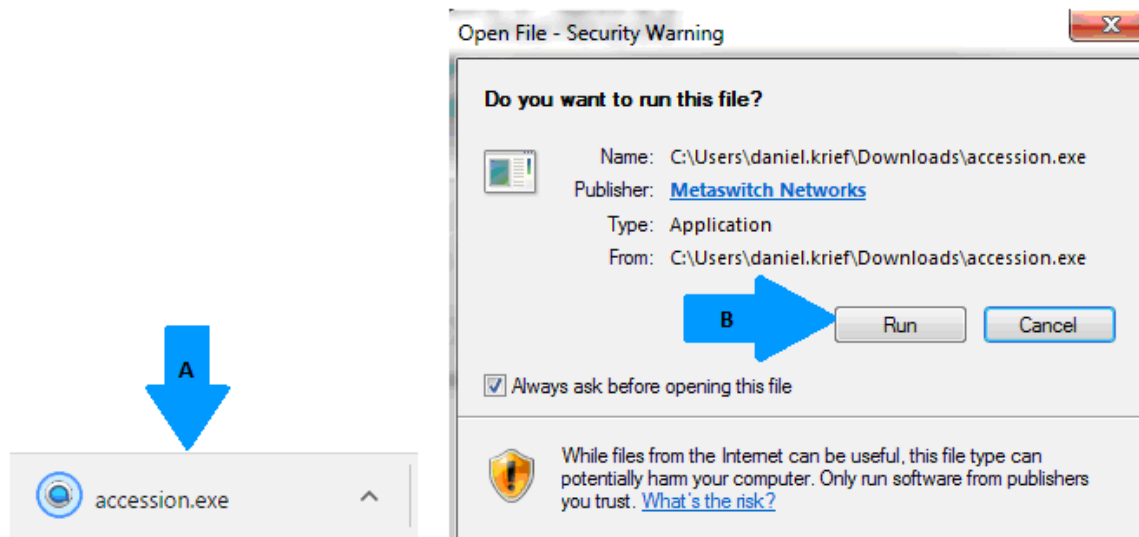 Open File - Security Warning
Do you want to run this file?
Name: C:\Users\daniel.krief\Downloads\accession.exe
Publisher: Metaswitch Networks
Type: Application
From: C:\Users\daniel.krief\Downloads\accession.exe
B
Run
Cancel
Always ask before opening this file
While files from the Internet can be useful, this file type can
potentially harm your computer. Only run software from publishers
you trust. What's the risk?
A
accession.exe